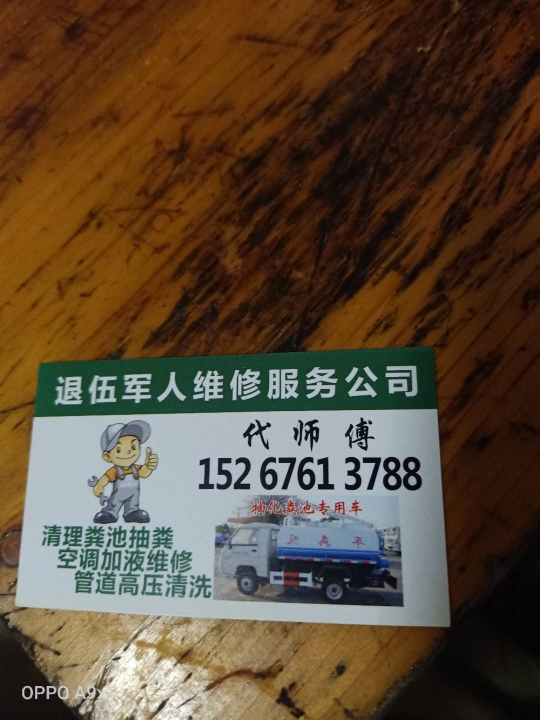 退伍军人维修服务公司
代师傅
152 6761 3788
抽化粪池专用车
清理粪池抽粪
空调加液维修
管道高压清洗
OPPO A9x